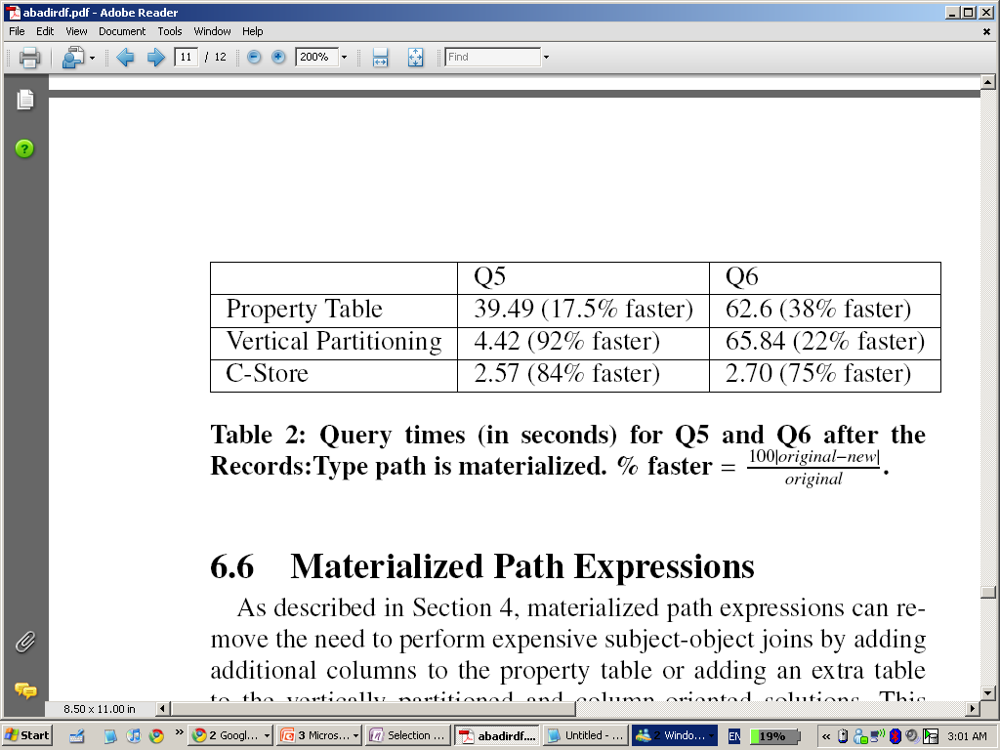 abadirdf.pdf - Adobe Reader
File Edit View Document Tools Window Help
11 / 12 200% Find
Q5 Q6
Property Table 39.49 (17.5% faster) 62.6 (38% faster)
Vertical Partitioning 4.42 (92% faster) 65.84 (22% faster)
C-Store 2.57 (84% faster) 2.70 (75% faster)
Table 2: Query times (in seconds) for Q5 and Q6 after the
Records:Type path is materialized. % faster = 100|original−new| / original .
6.6 Materialized Path Expressions
As described in Section 4, materialized path expressions can re-
move the need to perform expensive subject-object joins by adding
additional columns to the property table or adding an extra table
to the vertically partitioned and column-oriented solutions. This
8.50 x 11.00 in
Start » 2 Googl... 3 Micros... Selection ... abadirdf.... Untitled - ... 2 Windo... EN 19% « 3:01 AM